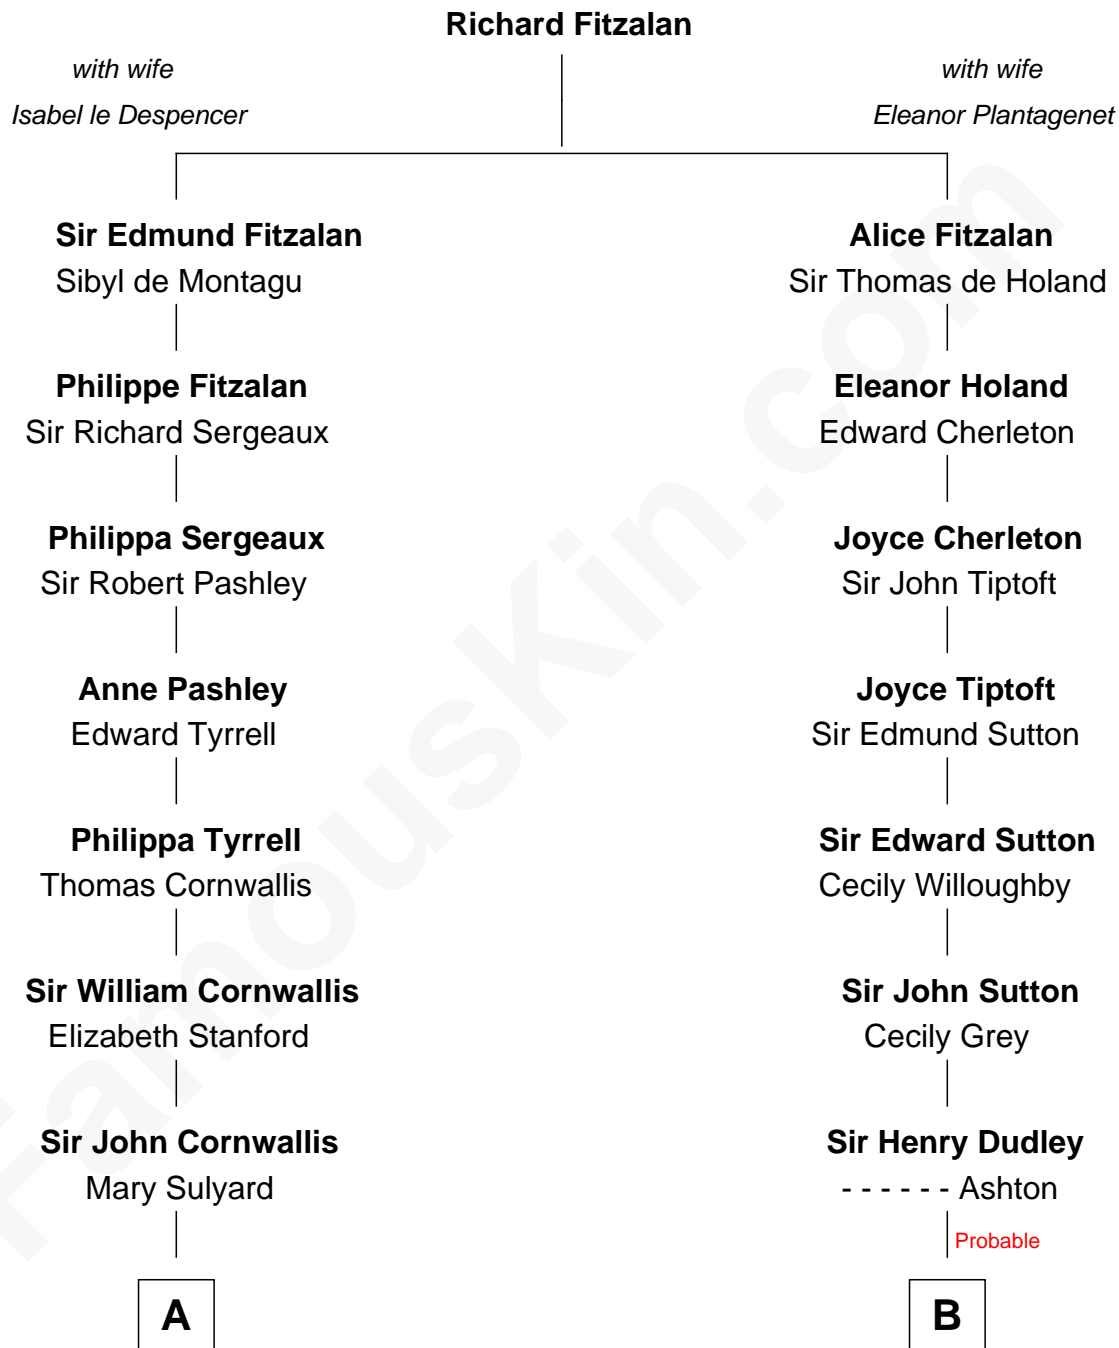 Richard Fitzalan
with wife
Isabel le Despencer
with wife
Eleanor Plantagenet
Sir Edmund Fitzalan
Sibyl de Montagu
Alice Fitzalan
Sir Thomas de Holand
Philippe Fitzalan
Sir Richard Sergeaux
Eleanor Holand
Edward Cherleton
Philippa Sergeaux
Sir Robert Pashley
Joyce Cherleton
Sir John Tiptoft
Anne Pashley
Edward Tyrrell
Joyce Tiptoft
Sir Edmund Sutton
Philippa Tyrrell
Thomas Cornwallis
Sir Edward Sutton
Cecily Willoughby
Sir William Cornwallis
Elizabeth Stanford
Sir John Sutton
Cecily Grey
Sir John Cornwallis
Mary Sulyard
Sir Henry Dudley
- - - - - - Ashton
Probable
A
B
FamousKin.com